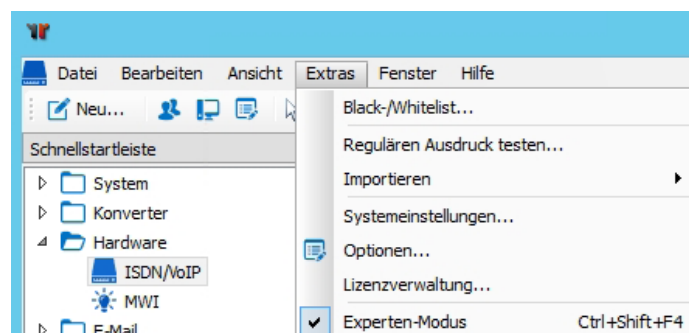 Datei Bearbeiten Ansicht Extras Fenster Hilfe
Neu...
Schnellstartleiste
System
Konverter
Hardware
ISDN/VoIP
MWI
E-Mail
Black-/Whitelist...
Regulären Ausdruck testen...
Importieren
Systemeinstellungen...
Optionen...
Lizenzverwaltung...
Experten-Modus Ctrl+Shift+F4